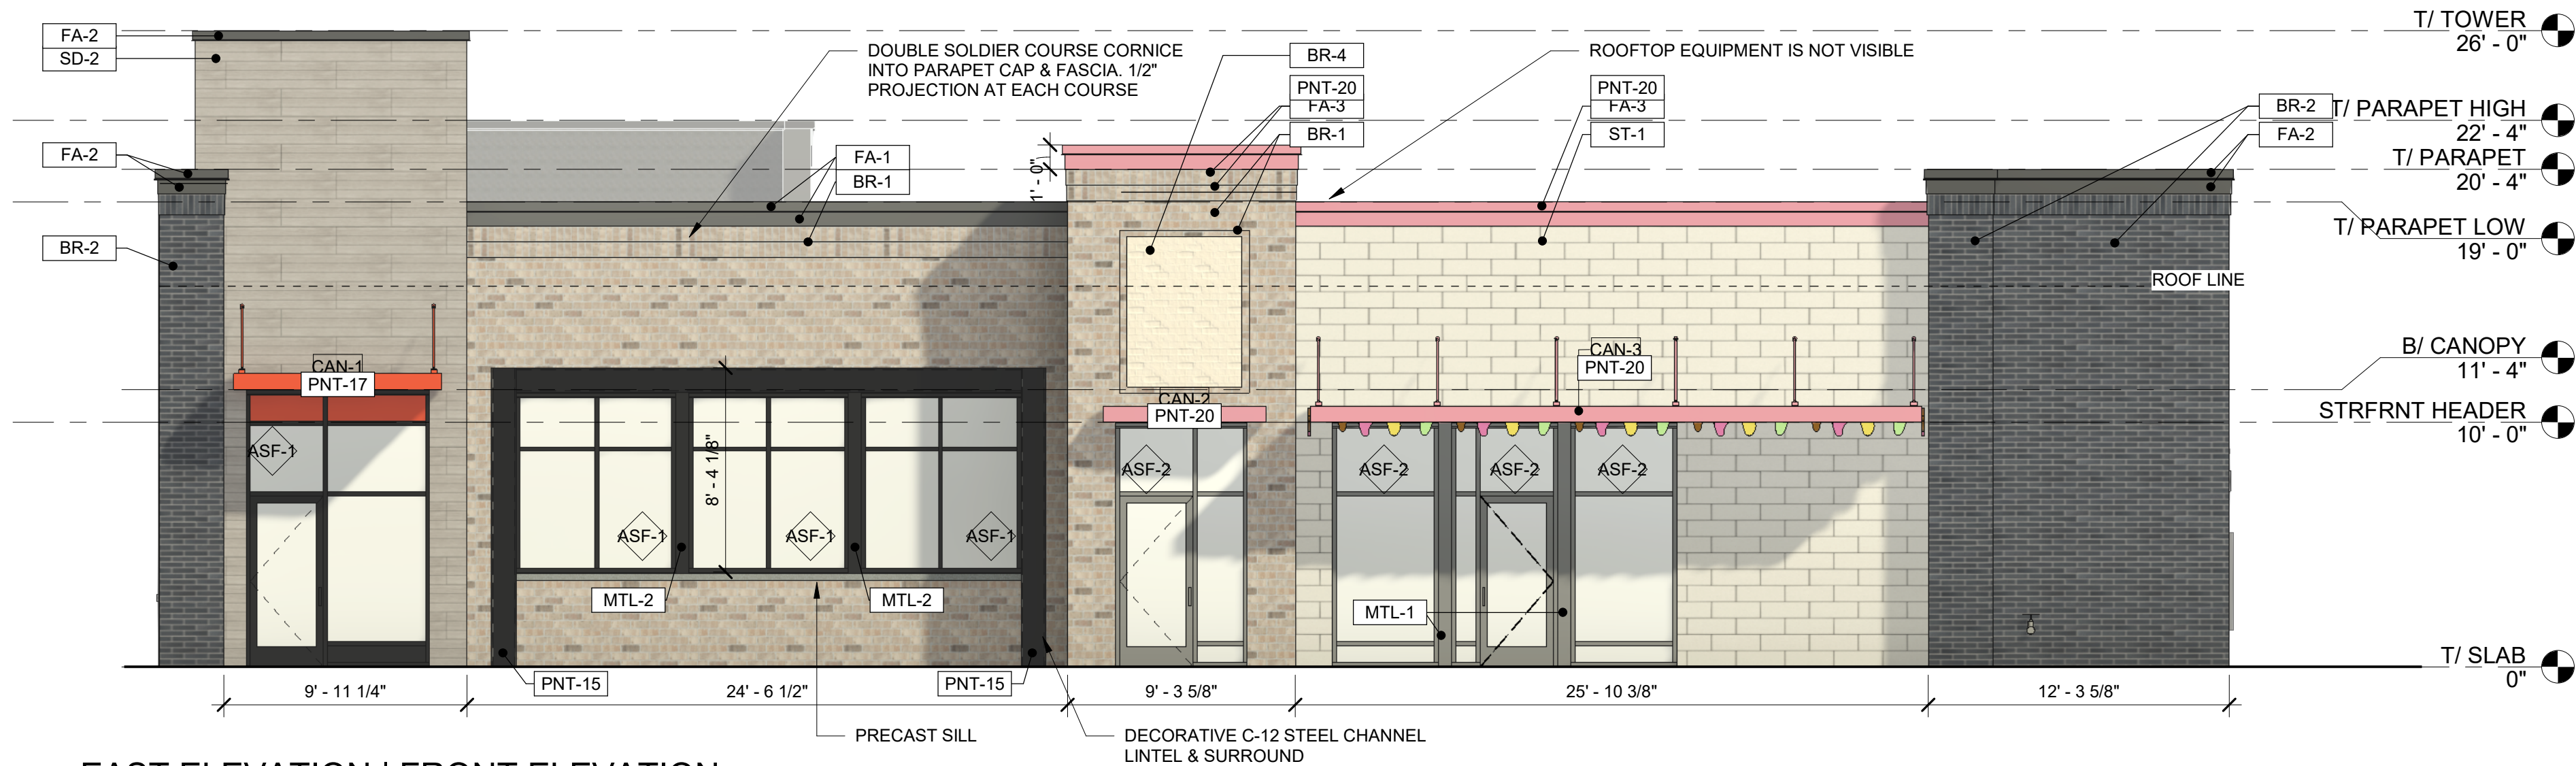 FA-2
SD-2
FA-2
BR-2
DOUBLE SOLDIER COURSE CORNICE
INTO PARAPET CAP & FASCIA. 1/2"
PROJECTION AT EACH COURSE
FA-1
BR-1
BR-4
PNT-20
FA-3
BR-1
1' - 0"
ROOFTOP EQUIPMENT IS NOT VISIBLE
PNT-20
FA-3
ST-1
BR-2
FA-2
T/ TOWER
26' - 0"
T/ PARAPET HIGH
22' - 4"
T/ PARAPET
20' - 4"
T/ PARAPET LOW
19' - 0"
ROOF LINE
B/ CANOPY
11' - 4"
STRFRNT HEADER
10' - 0"
T/ SLAB
0"
CAN-1
PNT-17
CAN-2
PNT-20
CAN-3
PNT-20
ASF-1
8' - 4 1/8"
ASF-1
ASF-1
ASF-1
ASF-2
ASF-2
ASF-2
ASF-2
MTL-2
MTL-2
MTL-1
PNT-15
PNT-15
9' - 11 1/4"
24' - 6 1/2"
9' - 3 5/8"
25' - 10 3/8"
12' - 3 5/8"
PRECAST SILL
DECORATIVE C-12 STEEL CHANNEL
LINTEL & SURROUND
EAST ELEVATION | FRONT ELEVATION